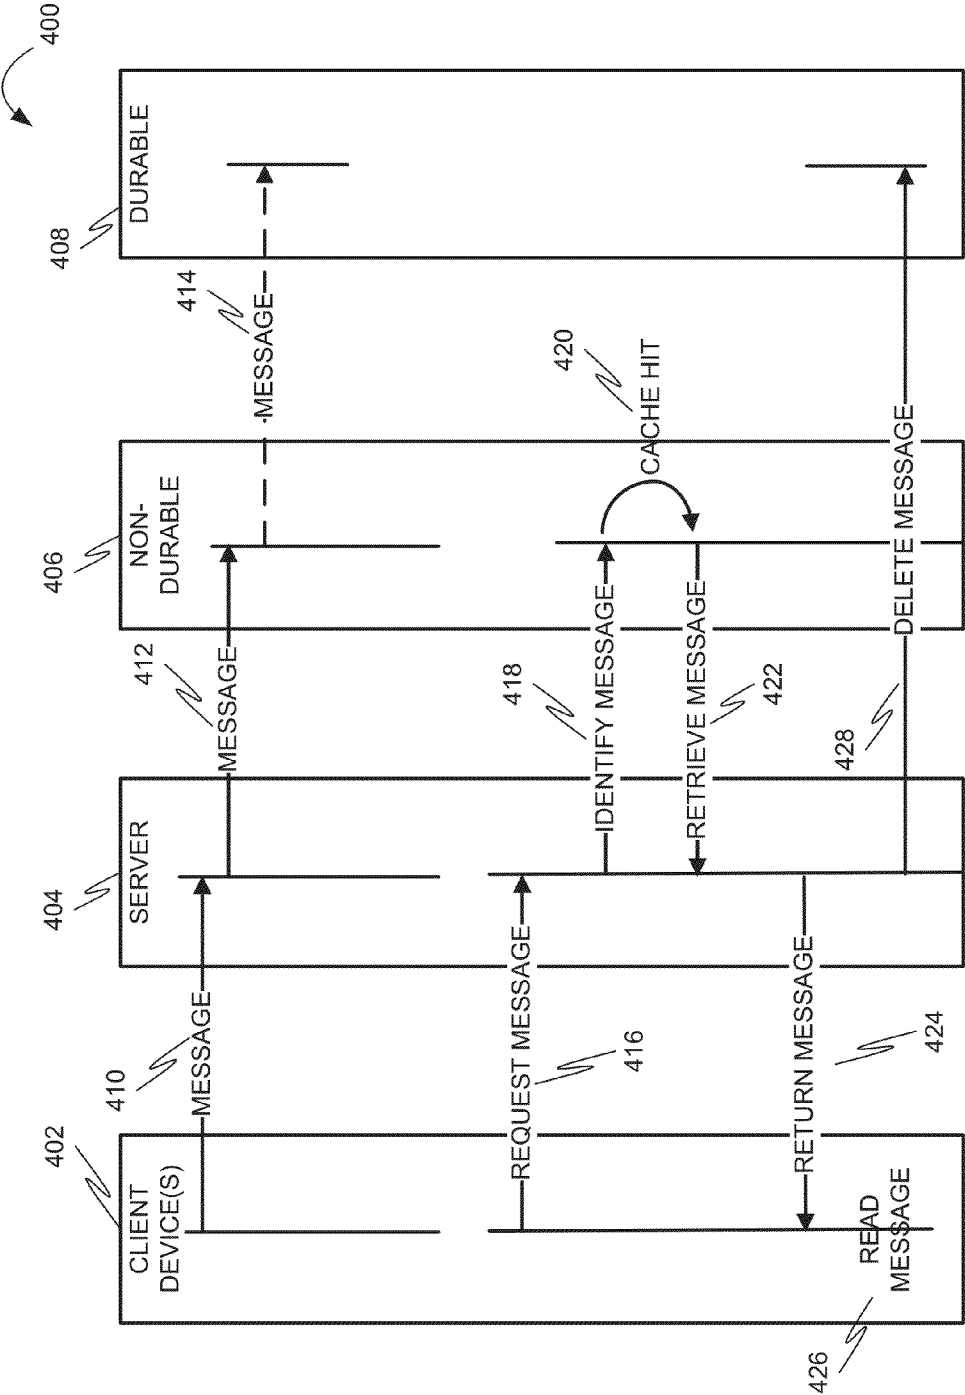 400
402
CLIENT
DEVICE(S)
404
SERVER
406
NON-
DURABLE
408
DURABLE
410
MESSAGE
412
MESSAGE
414
MESSAGE
REQUEST MESSAGE
416
418
IDENTIFY MESSAGE
420
CACHE HIT
RETRIEVE MESSAGE
422
RETURN MESSAGE
424
426
READ
MESSAGE
428
DELETE MESSAGE